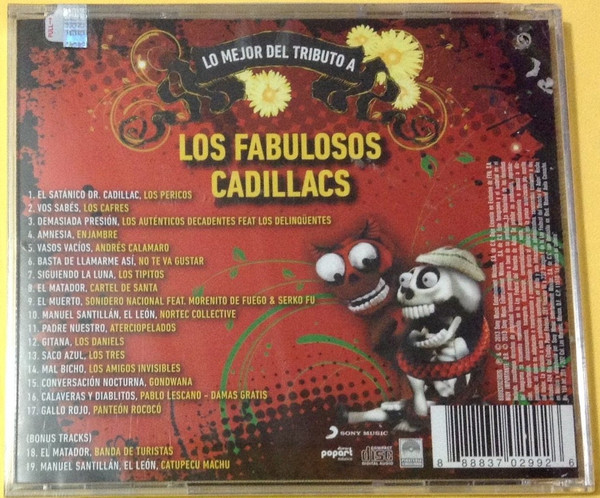 LO MEJOR DEL TRIBUTO A
LOS FABULOSOS
CADILLACS
1. EL SATÁNICO DR. CADILLAC, LOS PERICOS
2. VOS SABÉS, LOS CAFRES
3. DEMASIADA PRESIÓN, LOS AUTÉNTICOS DECADENTES FEAT LOS DELINQÜENTES
4. AMNESIA, ENJAMBRE
5. VASOS VACÍOS, ANDRÉS CALAMARO
6. BASTA DE LLAMARME ASÍ, NO TE VA GUSTAR
7. SIGUIENDO LA LUNA, LOS TIPITOS
8. EL MATADOR, CARTEL DE SANTA
9. EL MUERTO, SONIDERO NACIONAL FEAT. MORENITO DE FUEGO & SERKO FU
10. MANUEL SANTILLÁN, EL LEÓN, NORTEC COLLECTIVE
11. PADRE NUESTRO, ATERCIOPELADOS
12. GITANA, LOS DANIELS
13. SACO AZUL, LOS TRES
14. MAL BICHO, LOS AMIGOS INVISIBLES
15. CONVERSACIÓN NOCTURNA, GONDWANA
16. CALAVERAS Y DIABLITOS, PABLO LESCANO - DAMAS GRATIS
17. GALLO ROJO, PANTEÓN ROCOCÓ
(BONUS TRACKS)
18. EL MATADOR, BANDA DE TURISTAS
19. MANUEL SANTILLÁN, EL LEÓN, CATUPECU MACHU
SONY MUSIC
popart
COMPACT
disc
DIGITAL AUDIO
8 88837 02992 6